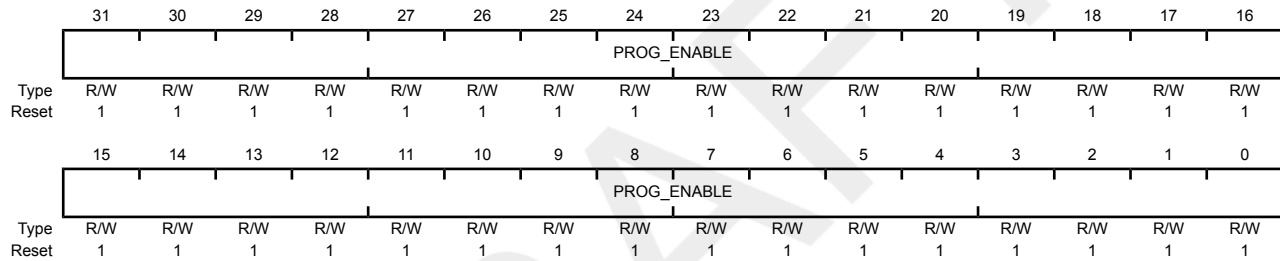 31 30 29 28 27 26 25 24 23 22 21 20 19 18 17 16
PROG_ENABLE
Type R/W R/W R/W R/W R/W R/W R/W R/W R/W R/W R/W R/W R/W R/W R/W R/W
Reset 1 1 1 1 1 1 1 1 1 1 1 1 1 1 1 1
15 14 13 12 11 10 9 8 7 6 5 4 3 2 1 0
PROG_ENABLE
Type R/W R/W R/W R/W R/W R/W R/W R/W R/W R/W R/W R/W R/W R/W R/W R/W
Reset 1 1 1 1 1 1 1 1 1 1 1 1 1 1 1 1